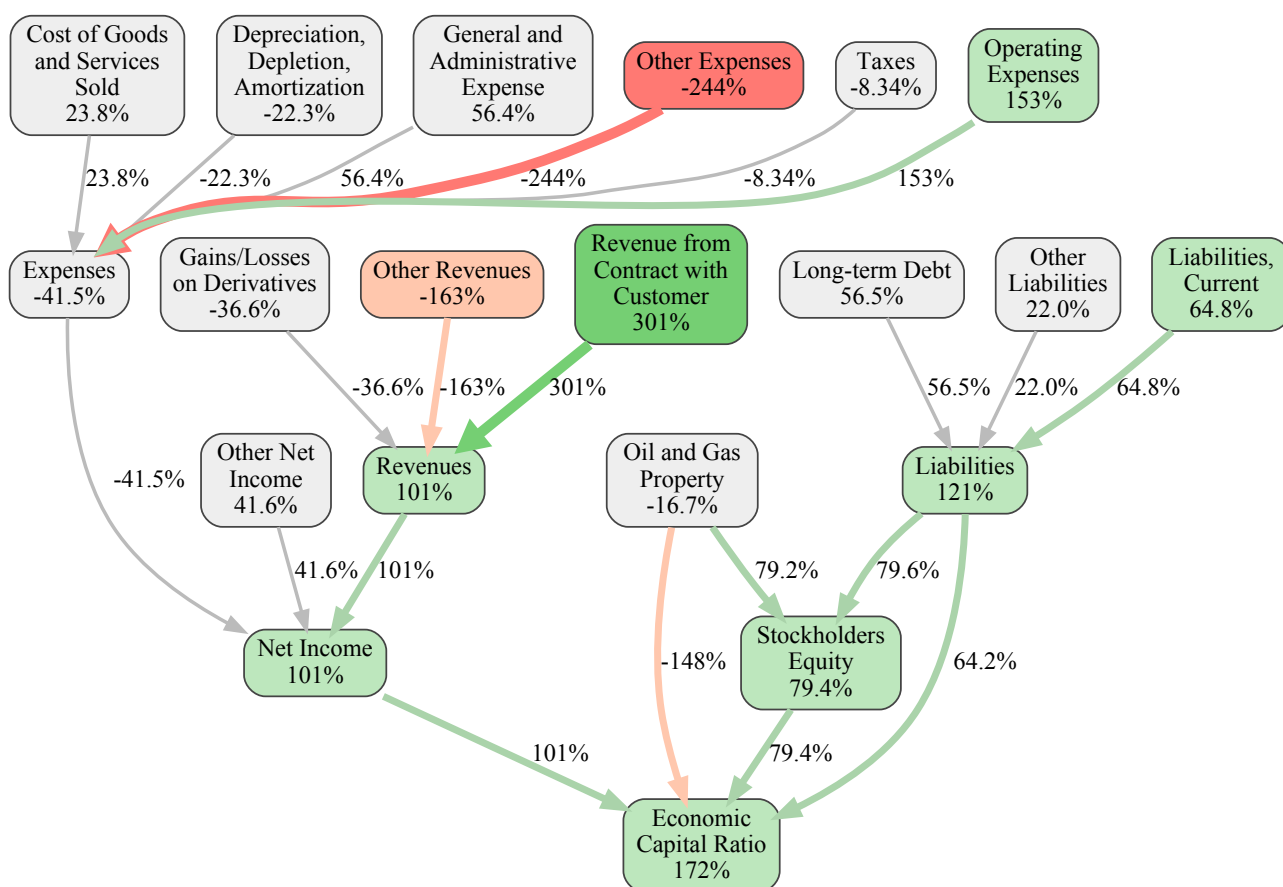 Cost of Goods
and Services
Sold
23.8%
Depreciation,
Depletion,
Amortization
-22.3%
General and
Administrative
Expense
56.4%
Other Expenses
-244%
Taxes
-8.34%
Operating
Expenses
153%
23.8%
-22.3%
56.4%
-244%
-8.34%
153%
Expenses
-41.5%
Gains/Losses
on Derivatives
-36.6%
Other Revenues
-163%
Revenue from
Contract with
Customer
301%
Long-term Debt
56.5%
Other
Liabilities
22.0%
Liabilities,
Current
64.8%
-36.6%
-163%
301%
56.5%
22.0%
64.8%
-41.5%
Other Net
Income
41.6%
Revenues
101%
Oil and Gas
Property
-16.7%
Liabilities
121%
41.6%
101%
79.2%
79.6%
Net Income
101%
-148%
Stockholders
Equity
79.4%
64.2%
101%
79.4%
Economic
Capital Ratio
172%